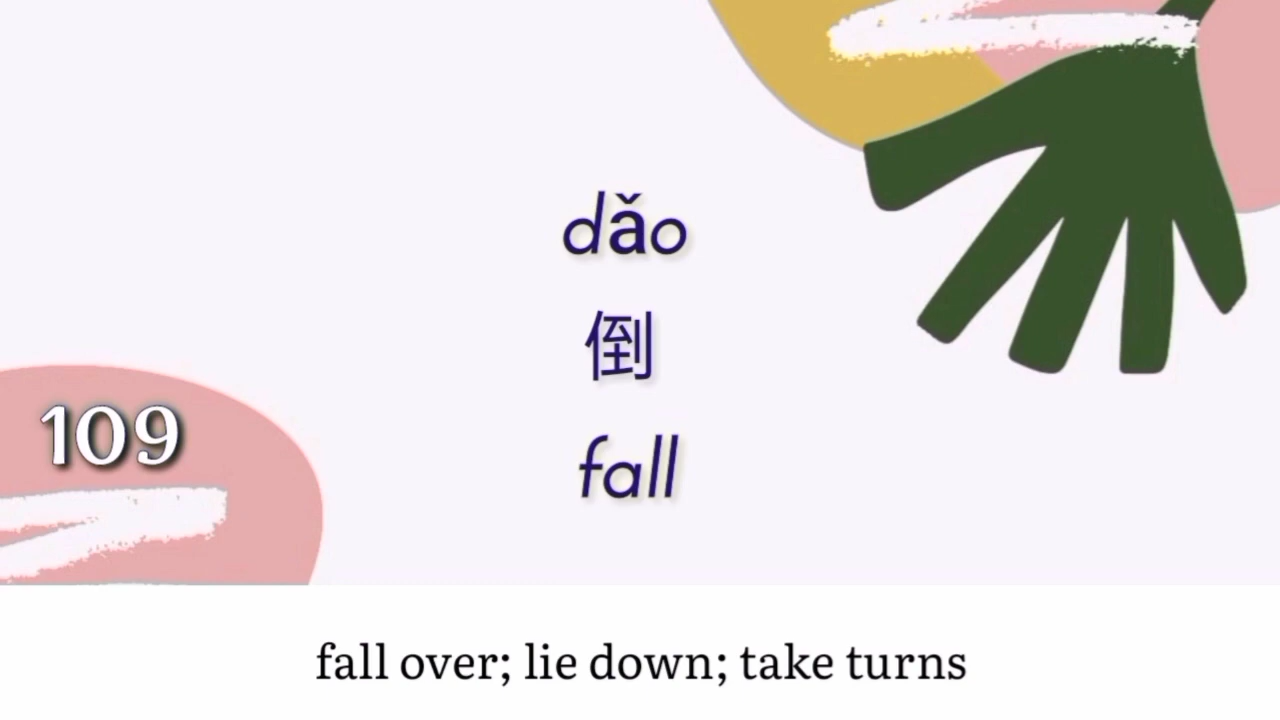 dǎo
倒
fall
109
fall over; lie down; take turns